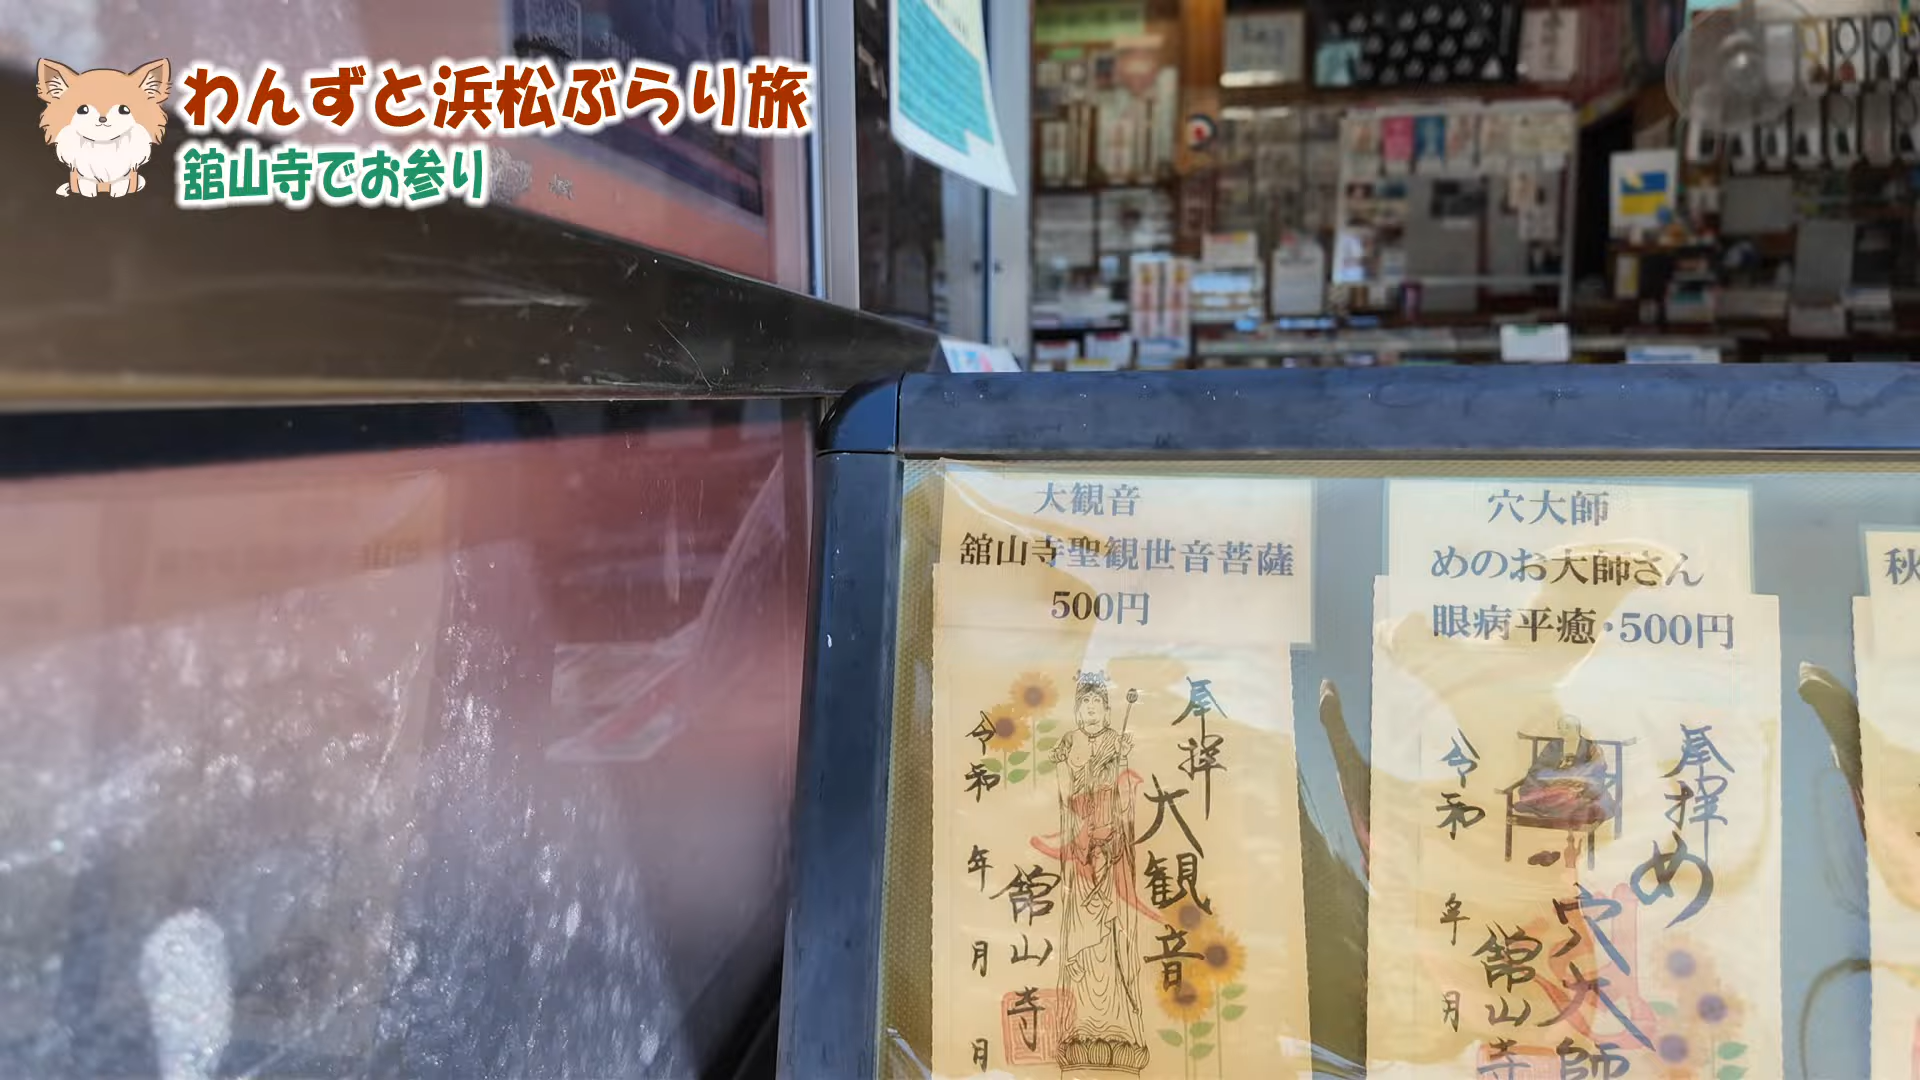 わんずと浜松ぶらり旅
舘山寺でお参り
大観音
舘山寺聖観世音菩薩
500円
奉拝
大観音
舘山寺
令和
年
月
穴大師
めのお大師さん
眼病平癒・500円
奉拝
め
穴大師
舘山寺
令和
年
月
秋